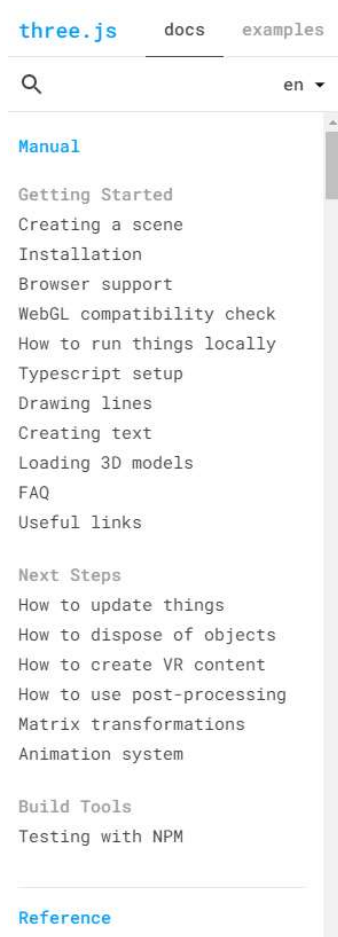 three.js docs examples
en
Manual
Getting Started
Creating a scene
Installation
Browser support
WebGL compatibility check
How to run things locally
Typescript setup
Drawing lines
Creating text
Loading 3D models
FAQ
Useful links
Next Steps
How to update things
How to dispose of objects
How to create VR content
How to use post-processing
Matrix transformations
Animation system
Build Tools
Testing with NPM
Reference